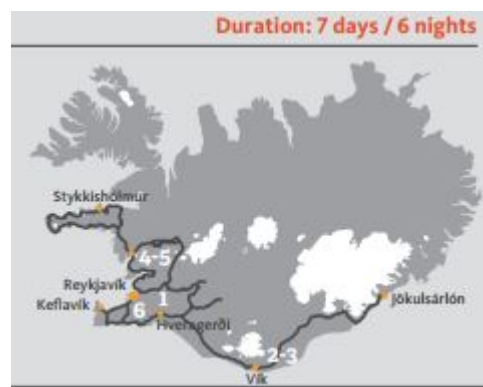 Duration: 7 days / 6 nights
Stykkishólmur
4-5
Reykjavík
1
Keflavík
6
Hveragerði
Jökulsárlón
2-3
Vík